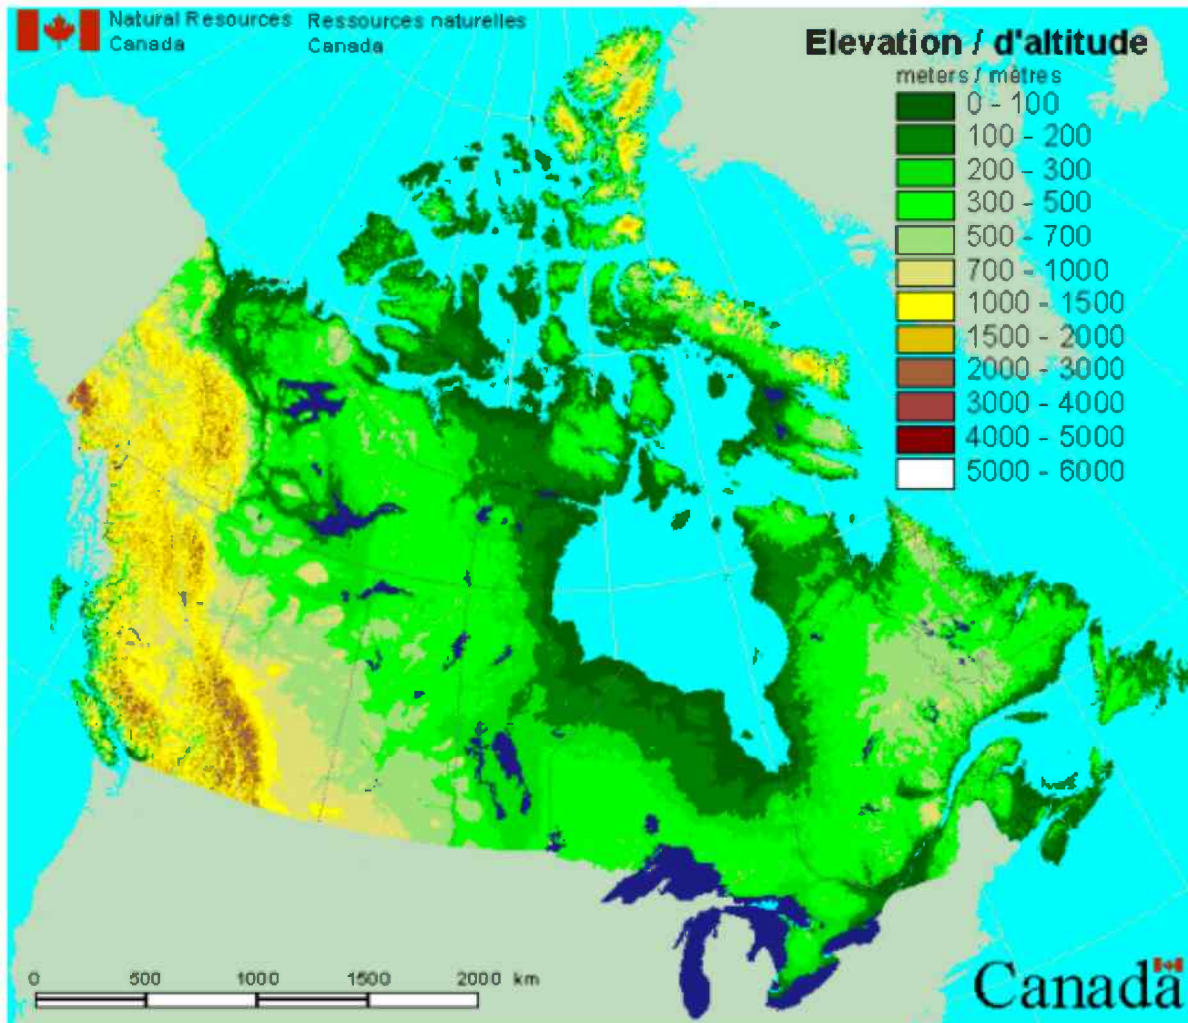 Natural Resources Ressources naturelles
Canada Canada
Elevation / d'altitude
meters / mètres
0 - 100
100 - 200
200 - 300
300 - 500
500 - 700
700 - 1000
1000 - 1500
1500 - 2000
2000 - 3000
3000 - 4000
4000 - 5000
5000 - 6000
0 500 1000 1500 2000 km
Canada